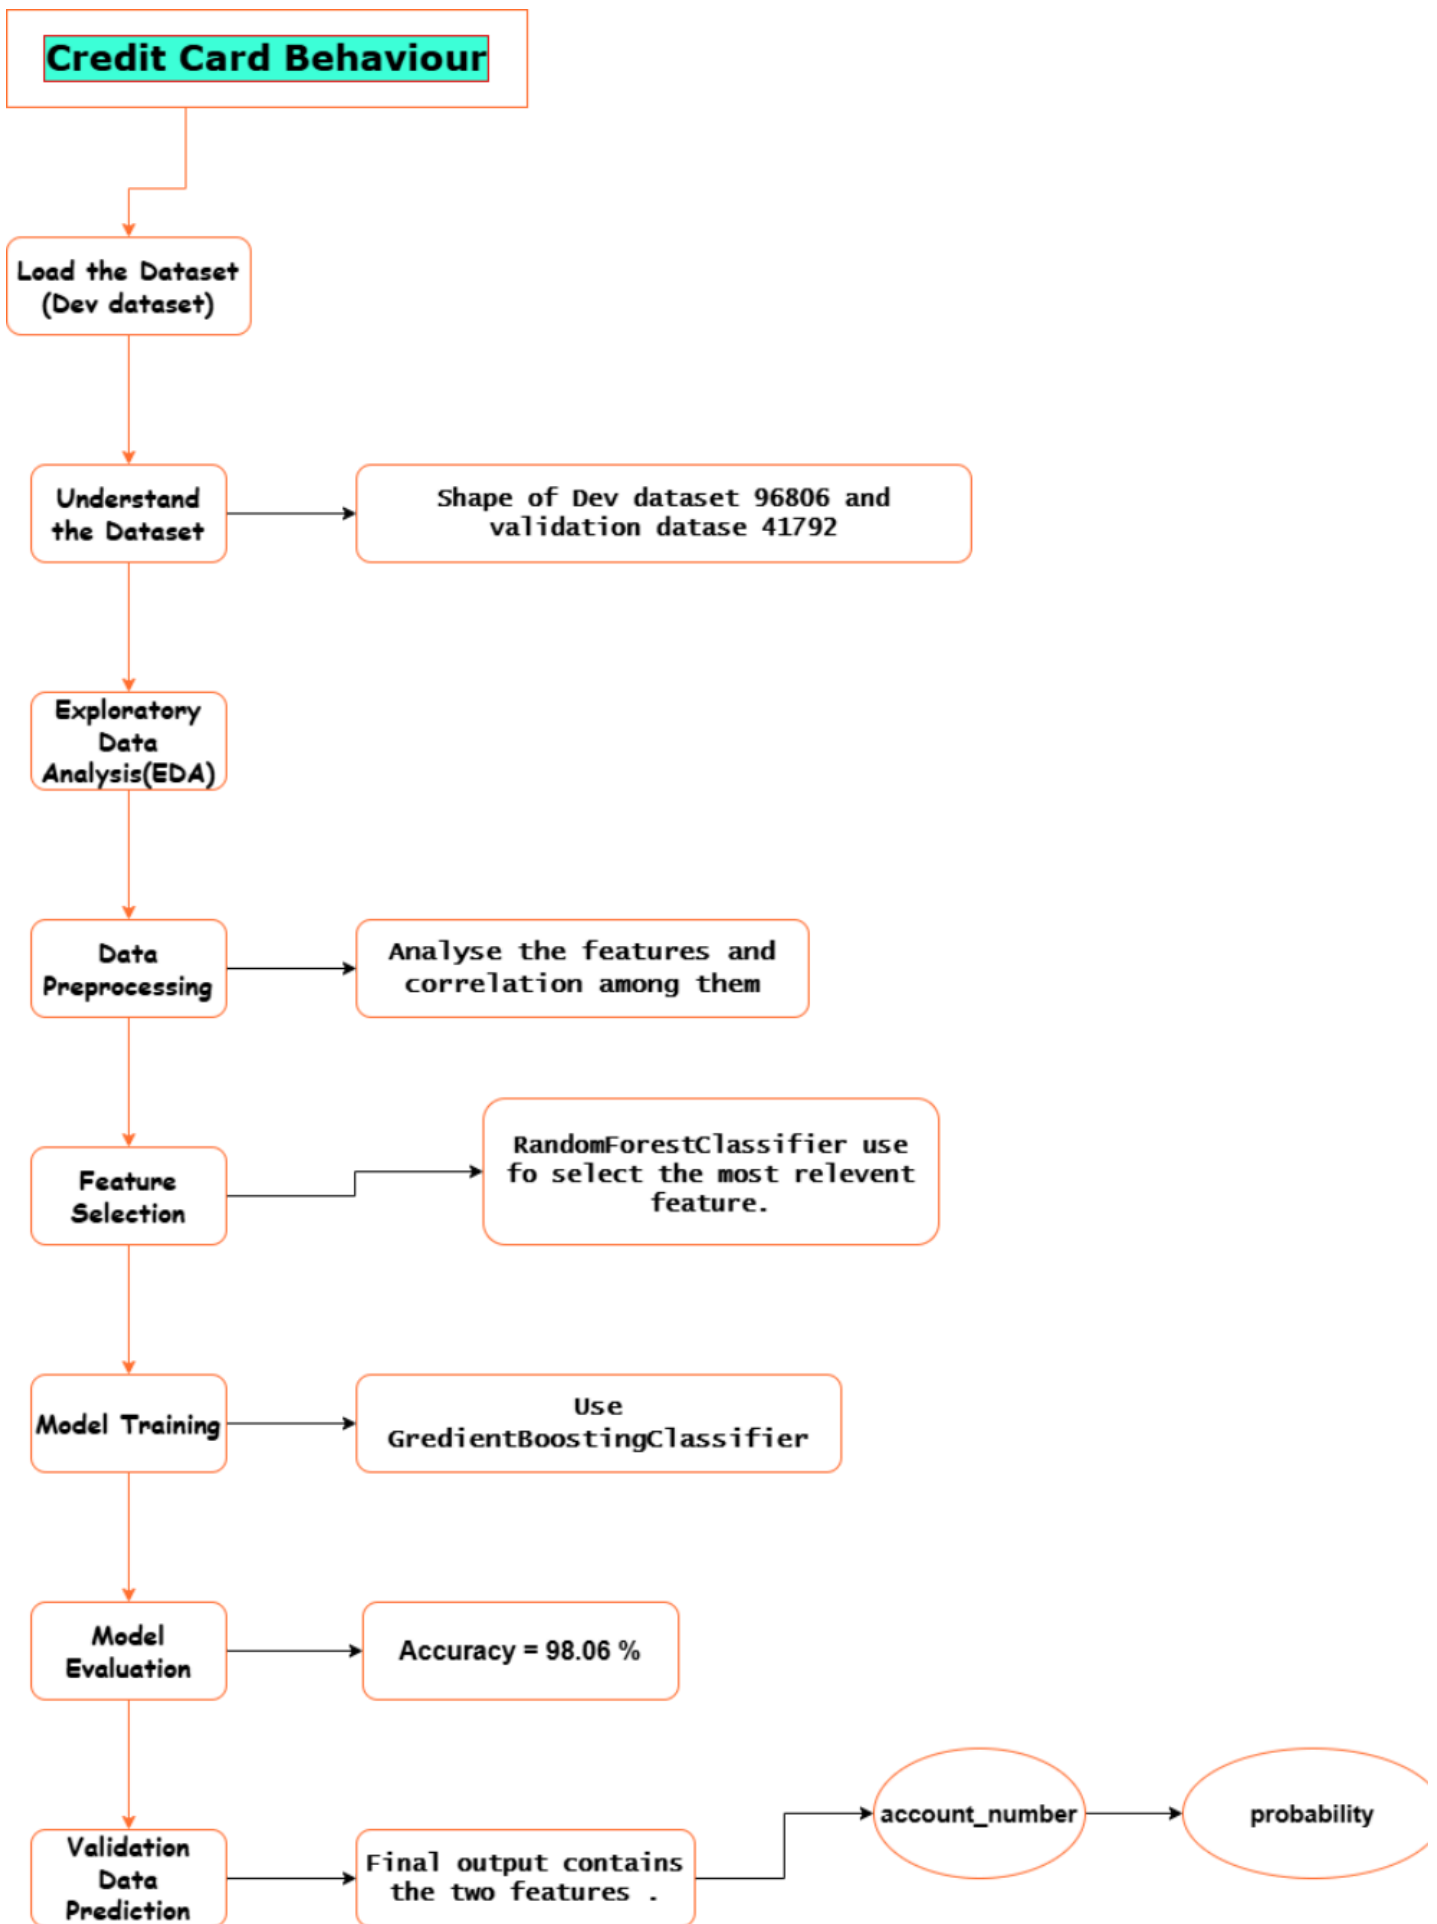 Credit Card Behaviour
Load the Dataset
(Dev dataset)
Understand
the Dataset
Shape of Dev dataset 96806 and
validation datase 41792
Exploratory
Data
Analysis(EDA)
Data
Preprocessing
Analyse the features and
correlation among them
Feature
Selection
RandomForestClassifier use
fo select the most relevent
feature.
Model Training
Use
GredientBoostingClassifier
Model
Evaluation
Accuracy = 98.06 %
Validation
Data
Prediction
Final output contains
the two features .
account_number
probability